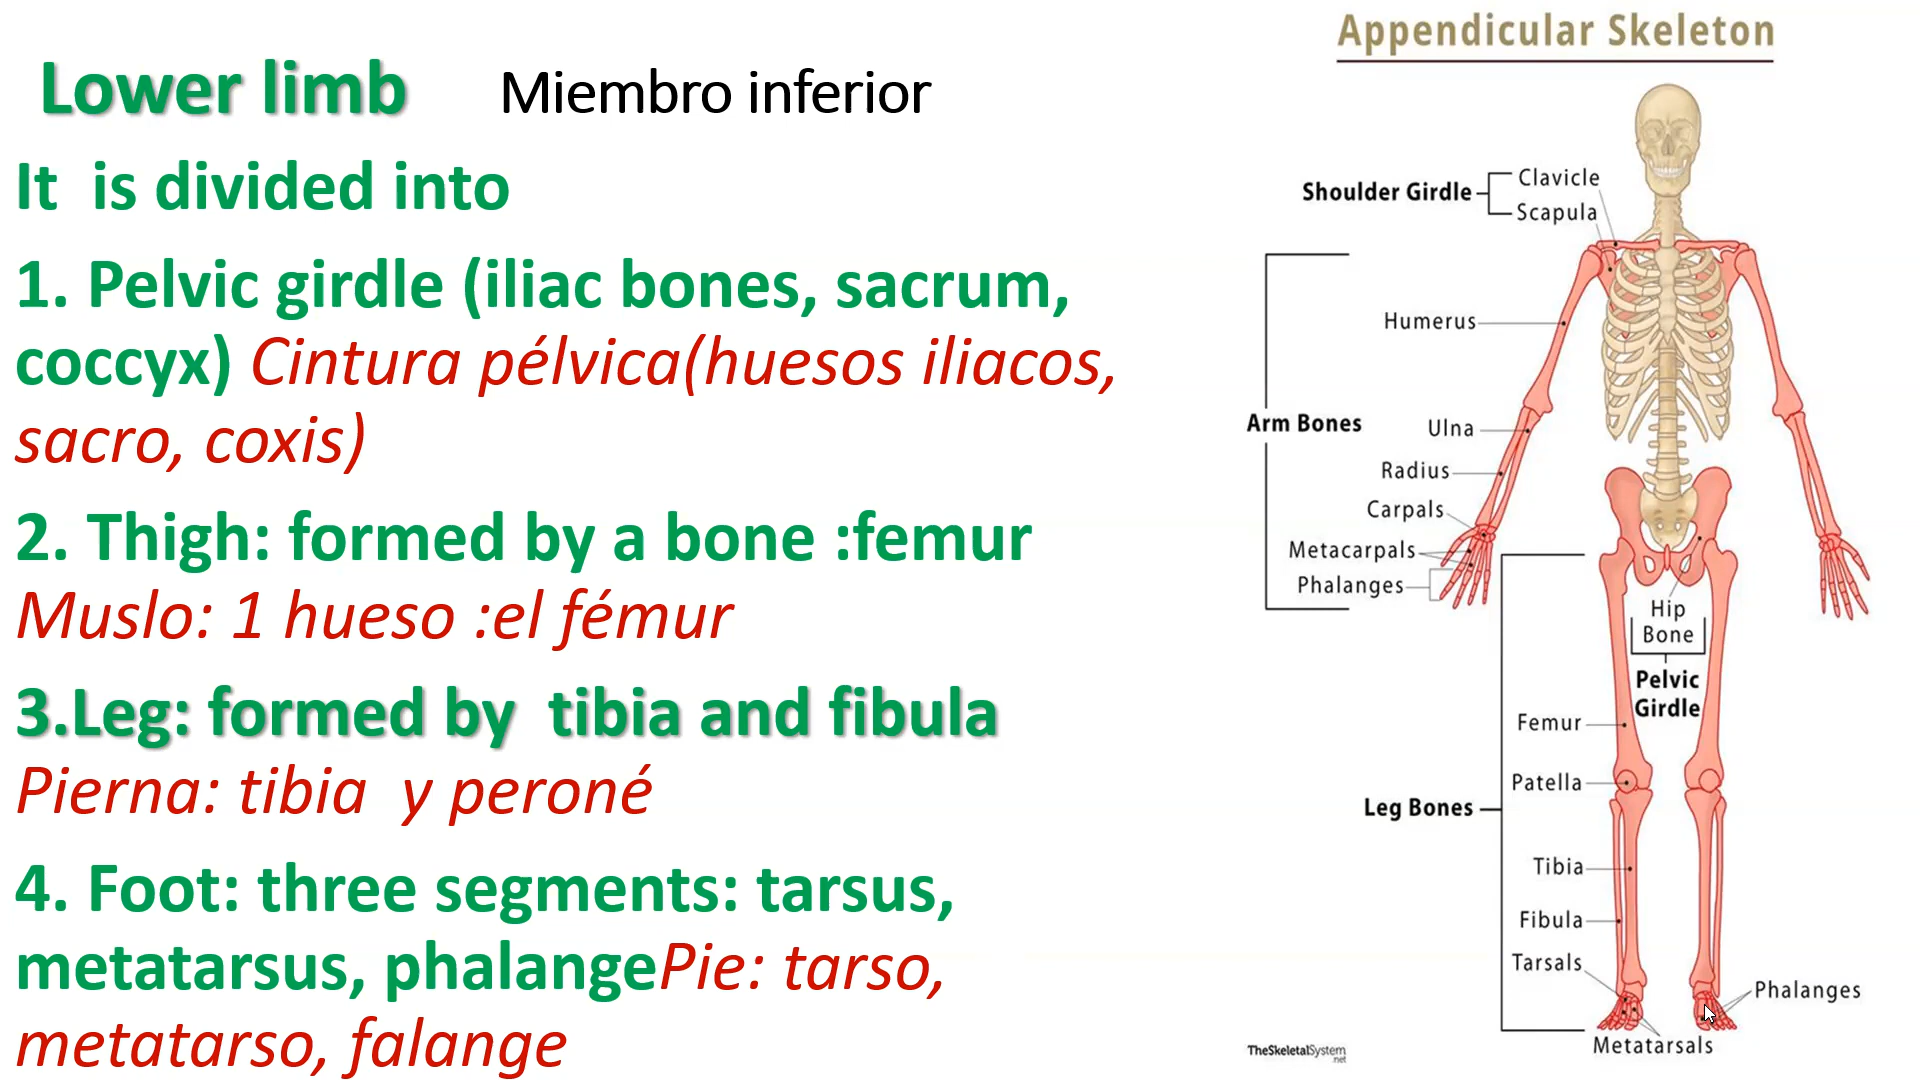 Lower limb Miembro inferior
It is divided into
1. Pelvic girdle (iliac bones, sacrum,
coccyx) Cintura pélvica(huesos iliacos,
sacro, coxis)
2. Thigh: formed by a bone :femur
Muslo: 1 hueso :el fémur
3.Leg: formed by tibia and fibula
Pierna: tibia y peroné
4. Foot: three segments: tarsus,
metatarsus, phalangePie: tarso,
metatarso, falange
Appendicular Skeleton
Shoulder Girdle
Clavicle
Scapula
Arm Bones
Humerus
Ulna
Radius
Carpals
Metacarpals
Phalanges
Hip
Bone
Pelvic
Girdle
Leg Bones
Femur
Patella
Tibia
Fibula
Tarsals
Phalanges
Metatarsals
TheSkeletalSystem
.net